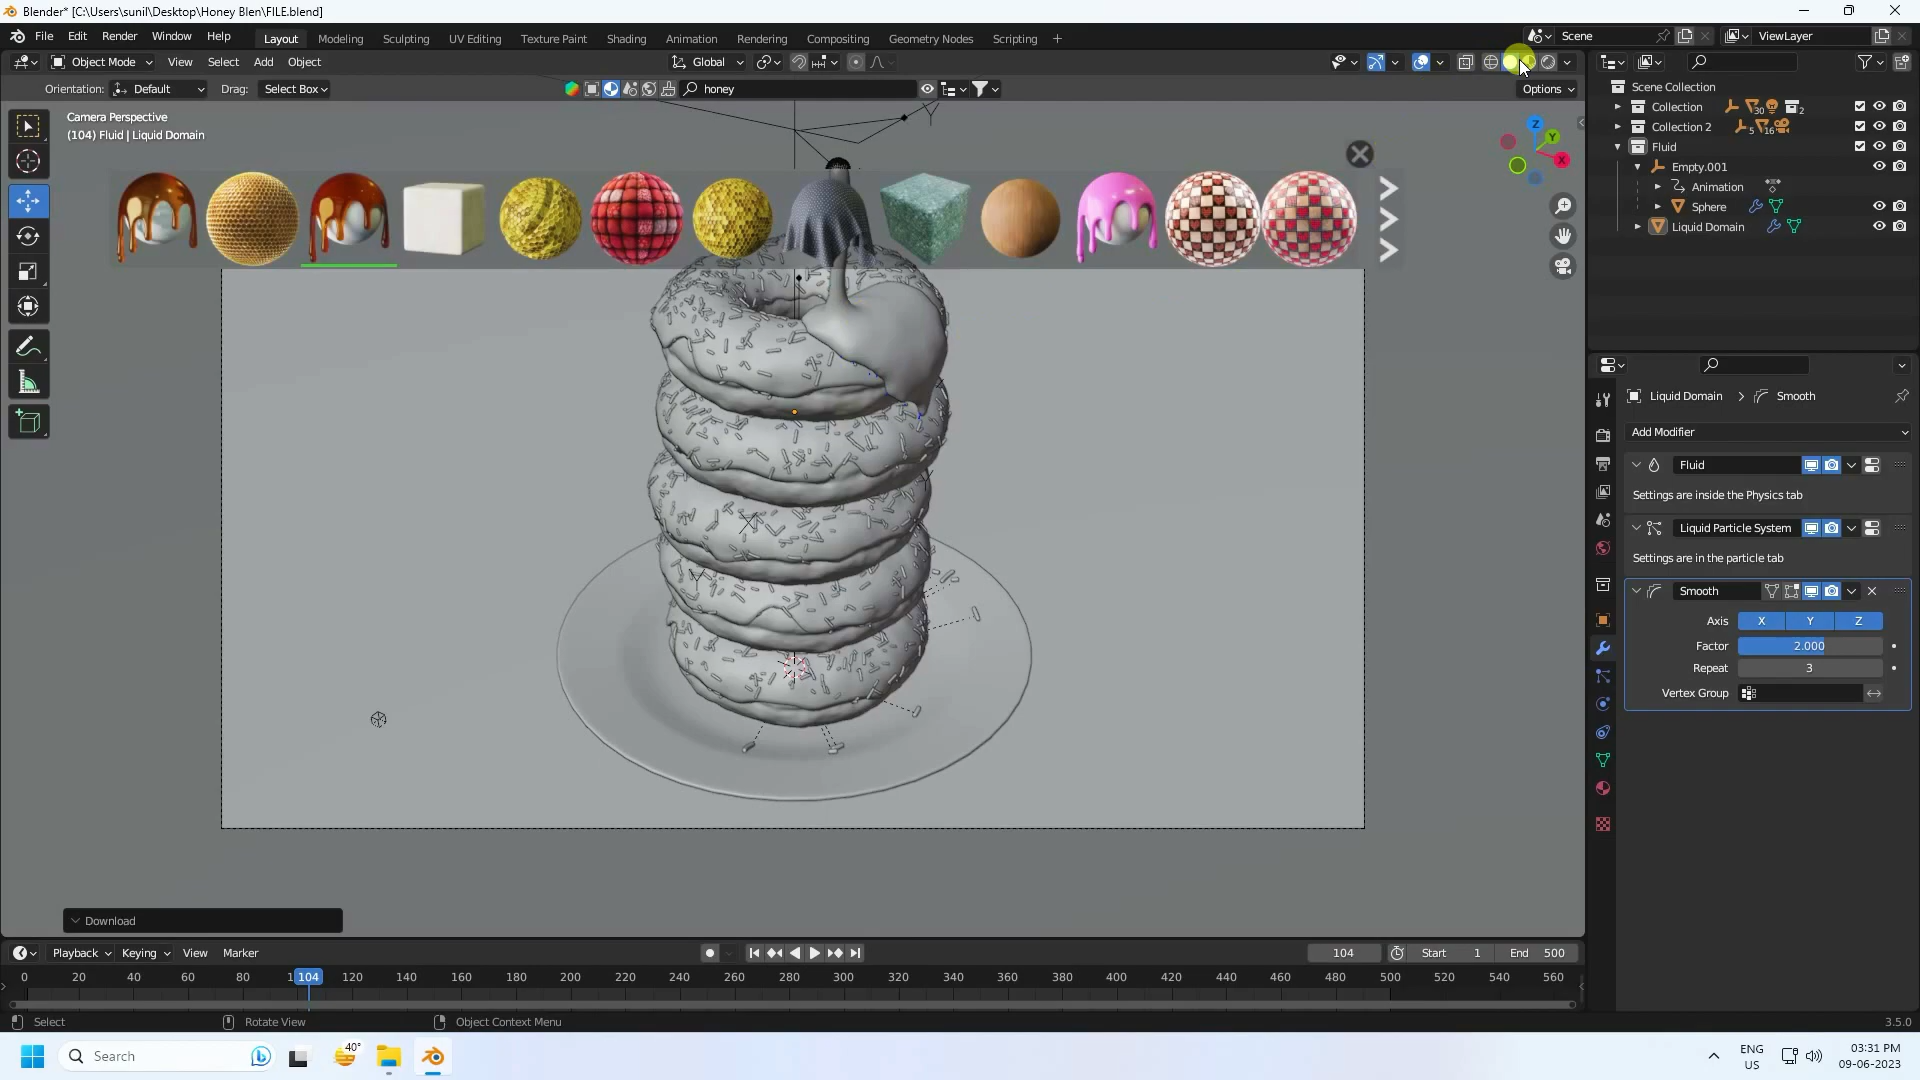 Blender* [C:\Users\sunil\Desktop\Honey Blen\FILE.blend]
File Edit Render Window Help Layout Modeling Sculpting UV Editing Texture Paint Shading Animation Rendering Compositing Geometry Nodes Scripting + Scene ViewLayer
Object Mode View Select Add Object Global
Orientation: Default Drag: Select Box honey Options
Camera Perspective
(104) Fluid | Liquid Domain
Z
Y
X
Scene Collection
Collection 30 2
Collection 2 5 16
Fluid
Empty.001
Animation
Sphere
Liquid Domain
Liquid Domain > Smooth
Add Modifier
Fluid
Settings are inside the Physics tab
Liquid Particle System
Settings are in the particle tab
Smooth
Axis X Y Z
Factor 2.000
Repeat 3
Vertex Group
Download
Playback Keying View Marker 104 Start 1 End 500
0 20 40 60 80 1 104 120 140 160 180 200 220 240 260 280 300 320 340 360 380 400 420 440 460 480 500 520 540 560
Select Rotate View Object Context Menu 3.5.0
Search 40° ENG US 03:31 PM 09-06-2023